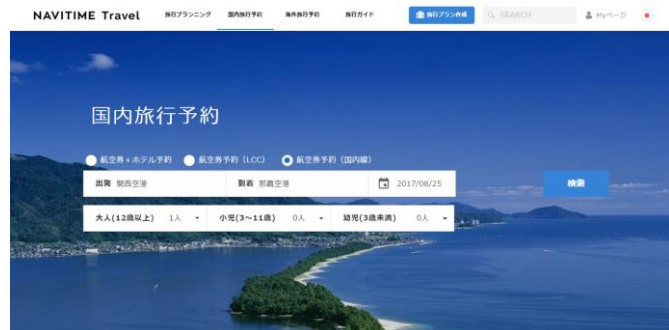 NAVITIME Travel 旅行プランニング 国内旅行予約 海外旅行予約 旅行ガイド 旅行プラン作成 SEARCH Myページ
国内旅行予約
航空券+ホテル予約 航空券予約 (LCC) 航空券予約 (国内線)
出発 関西空港 到着 那覇空港 2017/08/25 検索
大人(12歳以上) 1人 小児(3~11歳) 0人 幼児(3歳未満) 0人